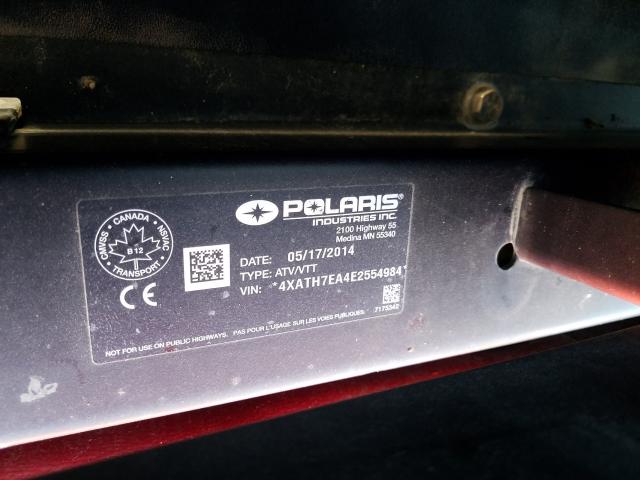 POLARIS®
INDUSTRIES INC.
2100 Highway 55
Medina MN 55340
CANADA
CMVSS
NSVAC
B 12
TRANSPORT
CE
DATE: 05/17/2014
TYPE: ATV/VTT
VIN: *4XATH7EA4E2554984*
NOT FOR USE ON PUBLIC HIGHWAYS. PAS POUR L'USAGE SUR LES VOIES PUBLIQUES.
7175342